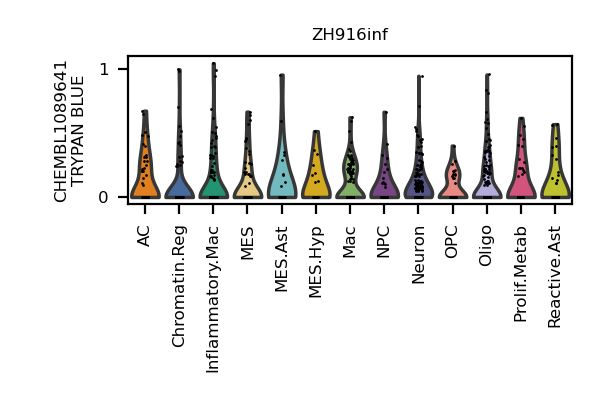 ZH916inf
CHEMBL1089641
TRYPAN BLUE
1
0
AC
Chromatin.Reg
Inflammatory.Mac
MES
MES.Ast
MES.Hyp
Mac
NPC
Neuron
OPC
Oligo
Prolif.Metab
Reactive.Ast